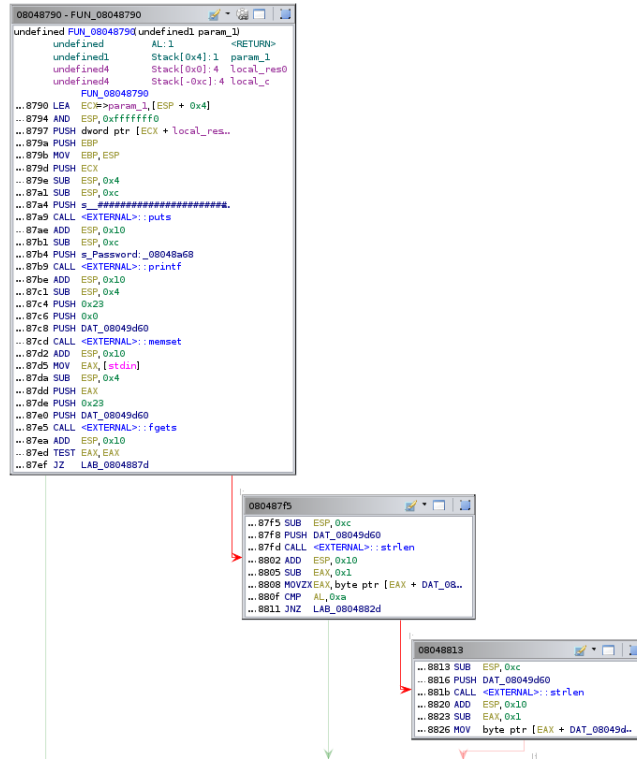 08048790 - FUN_08048790
undefined FUN_08048790(undefined1 param_1)
undefined AL:1 <RETURN>
undefined1 Stack[0x4]:1 param_1
undefined4 Stack[0x0]:4 local_res0
undefined4 Stack[-0xc]:4 local_c
FUN_08048790
...8790 LEA ECX=>param_1,[ESP + 0x4]
...8794 AND ESP,0xfffffff0
...8797 PUSH dword ptr [ECX + local_res...
...879a PUSH EBP
...879b MOV EBP,ESP
...879d PUSH ECX
...879e SUB ESP,0x4
...87a1 SUB ESP,0xc
...87a4 PUSH s__#######################...
...87a9 CALL <EXTERNAL>::puts
...87ae ADD ESP,0x10
...87b1 SUB ESP,0xc
...87b4 PUSH s_Password:_08048a68
...87b9 CALL <EXTERNAL>::printf
...87be ADD ESP,0x10
...87c1 SUB ESP,0x4
...87c4 PUSH 0x23
...87c6 PUSH 0x0
...87c8 PUSH DAT_08049d60
...87cd CALL <EXTERNAL>::memset
...87d2 ADD ESP,0x10
...87d5 MOV EAX,[stdin]
...87da SUB ESP,0x4
...87dd PUSH EAX
...87de PUSH 0x23
...87e0 PUSH DAT_08049d60
...87e5 CALL <EXTERNAL>::fgets
...87ea ADD ESP,0x10
...87ed TEST EAX,EAX
...87ef JZ LAB_0804887d
080487f5
...87f5 SUB ESP,0xc
...87f8 PUSH DAT_08049d60
...87fd CALL <EXTERNAL>::strlen
...8802 ADD ESP,0x10
...8805 SUB EAX,0x1
...8808 MOVZX EAX,byte ptr [EAX + DAT_08...
...880f CMP AL,0xa
...8811 JNZ LAB_0804882d
08048813
...8813 SUB ESP,0xc
...8816 PUSH DAT_08049d60
...881b CALL <EXTERNAL>::strlen
...8820 ADD ESP,0x10
...8823 SUB EAX,0x1
...8826 MOV byte ptr [EAX + DAT_08049d...